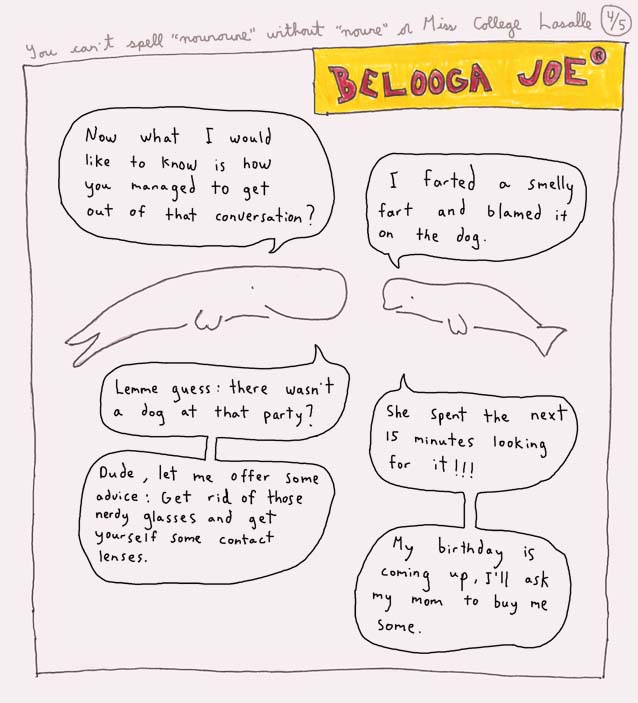 You can't spell "nounoune" without "noune" or Miss College Lasalle 4/5
BELOOGA JOE®
Now what I would
like to know is how
you managed to get
out of that conversation?
I farted a smelly
fart and blamed it
on the dog.
Lemme guess: there wasn't
a dog at that party?
Dude, let me offer some
advice: Get rid of those
nerdy glasses and get
yourself some contact
lenses.
She spent the next
15 minutes looking
for it!!!
My birthday is
coming up, I'll ask
my mom to buy me
some.